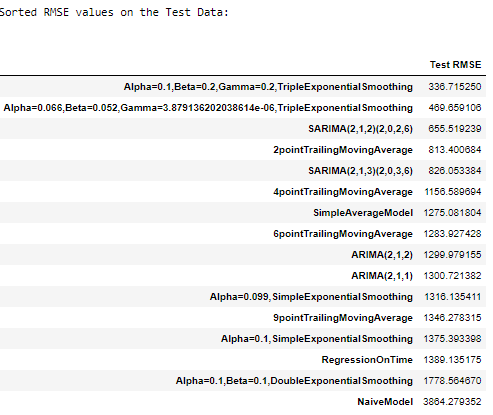 Sorted RMSE values on the Test Data:
Test RMSE
Alpha=0.1,Beta=0.2,Gamma=0.2,TripleExponentialSmoothing 336.715250
Alpha=0.066,Beta=0.052,Gamma=3.879136202038614e-06,TripleExponentialSmoothing 469.659106
SARIMA(2,1,2)(2,0,2,6) 655.519239
2pointTrailingMovingAverage 813.400684
SARIMA(2,1,3)(2,0,3,6) 826.053384
4pointTrailingMovingAverage 1156.589694
SimpleAverageModel 1275.081804
6pointTrailingMovingAverage 1283.927428
ARIMA(2,1,2) 1299.979155
ARIMA(2,1,1) 1300.721382
Alpha=0.099,SimpleExponentialSmoothing 1316.135411
9pointTrailingMovingAverage 1346.278315
Alpha=0.1,SimpleExponentialSmoothing 1375.393398
RegressionOnTime 1389.135175
Alpha=0.1,Beta=0.1,DoubleExponentialSmoothing 1778.564670
NaiveModel 3864.279352